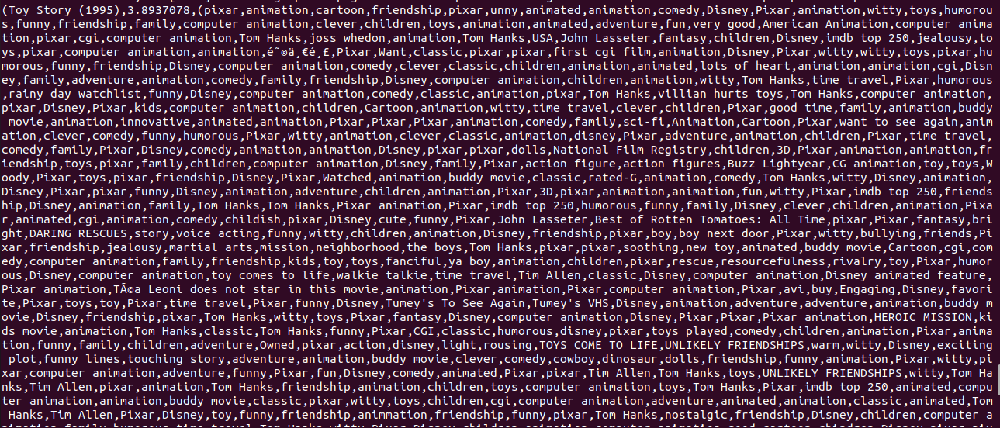 (Toy Story (1995),3.8937078,(pixar,animation,cartoon,friendship,pixar,unny,animated,animation,comedy,Disney,Pixar,animation,witty,toys,humorou
s,funny,friendship,family,computer animation,clever,children,toys,animation,animated,adventure,fun,very good,American Animation,computer anima
tion,pixar,cgi,computer animation,Tom Hanks,joss whedon,animation,Tom Hanks,USA,John Lasseter,fantasy,children,Disney,imdb top 250,jealousy,to
ys,pixar,computer animation,animation,é˜®ä¸€é¸£,Pixar,Want,classic,pixar,pixar,first cgi film,animation,Disney,Pixar,witty,witty,toys,pixar,hu
morous,funny,friendship,Disney,computer animation,comedy,clever,classic,children,animation,animated,lots of heart,animation,animation,cgi,Disn
ey,family,adventure,animation,comedy,family,friendship,Disney,computer animation,children,animation,witty,Tom Hanks,time travel,Pixar,humorous
,rainy day watchlist,funny,Disney,computer animation,comedy,classic,animation,pixar,Tom Hanks,villian hurts toys,Tom Hanks,computer animation,
pixar,Disney,Pixar,kids,computer animation,children,Cartoon,animation,witty,time travel,clever,children,Pixar,good time,family,animation,buddy
 movie,animation,innovative,animated,animation,Pixar,Pixar,Pixar,animation,comedy,family,sci-fi,Animation,Cartoon,Pixar,want to see again,anim
ation,clever,comedy,funny,humorous,Pixar,witty,animation,clever,classic,animation,disney,Pixar,adventure,animation,children,Pixar,time travel,
comedy,family,Pixar,Disney,comedy,animation,animation,Disney,pixar,pixar,dolls,National Film Registry,children,3D,Pixar,animation,animation,fr
iendship,toys,pixar,family,children,computer animation,Disney,family,Pixar,action figure,action figures,Buzz Lightyear,CG animation,toy,toys,W
oody,Pixar,toys,pixar,friendship,Disney,Pixar,Watched,animation,buddy movie,classic,rated-G,animation,comedy,Tom Hanks,witty,Disney,animation,
Disney,Pixar,pixar,funny,Disney,animation,adventure,children,animation,Pixar,3D,pixar,animation,animation,fun,witty,Pixar,imdb top 250,friends
hip,Disney,animation,family,Tom Hanks,Tom Hanks,Pixar animation,Pixar,imdb top 250,humorous,funny,family,Disney,clever,children,animation,Pixa
r,animated,cgi,animation,comedy,childish,pixar,Disney,cute,funny,Pixar,John Lasseter,Best of Rotten Tomatoes: All Time,pixar,Pixar,fantasy,bri
ght,DARING RESCUES,story,voice acting,funny,witty,children,animation,Disney,friendship,pixar,boy,boy next door,Pixar,witty,bullying,friends,Pi
xar,friendship,jealousy,martial arts,mission,neighborhood,the boys,Tom Hanks,pixar,pixar,soothing,new toy,animated,buddy movie,Cartoon,cgi,com
edy,computer animation,family,friendship,kids,toy,toys,fanciful,ya boy,animation,children,pixar,rescue,resourcefulness,rivalry,toy,Pixar,humor
ous,Disney,computer animation,toy comes to life,walkie talkie,time travel,Tim Allen,classic,Disney,computer animation,Disney animated feature,
Pixar animation,TÃ©a Leoni does not star in this movie,animation,Pixar,animation,Pixar,computer animation,Pixar,avi,buy,Engaging,Disney,favori
te,Pixar,toys,toy,Pixar,time travel,Pixar,funny,Disney,Tumey's To See Again,Tumey's VHS,Disney,animation,adventure,adventure,animation,buddy m
ovie,Disney,friendship,pixar,Tom Hanks,witty,toys,Pixar,fantasy,Disney,computer animation,Disney,Pixar,Pixar,Pixar animation,HEROIC MISSION,ki
ds movie,animation,Tom Hanks,classic,Tom Hanks,funny,Pixar,CGI,classic,humorous,disney,pixar,toys played,comedy,children,animation,Pixar,anima
tion,funny,family,children,adventure,Owned,pixar,action,disney,light,rousing,TOYS COME TO LIFE,UNLIKELY FRIENDSHIPS,warm,witty,Disney,exciting
 plot,funny lines,touching story,adventure,animation,buddy movie,clever,comedy,cowboy,dinosaur,dolls,friendship,funny,animation,Pixar,witty,pi
xar,computer animation,adventure,funny,Pixar,fun,Disney,comedy,animated,Pixar,pixar,Tim Allen,Tom Hanks,toys,UNLIKELY FRIENDSHIPS,witty,Tom Ha
nks,Tim Allen,pixar,animation,Tom Hanks,friendship,animation,children,toys,computer animation,toys,Tom Hanks,Pixar,imdb top 250,animated,compu
ter animation,animation,buddy movie,classic,pixar,witty,toys,children,cgi,computer animation,adventure,animated,animation,classic,animated,Tom
 Hanks,Tim Allen,Pixar,Disney,toy,funny,friendship,animation,animmation,friendship,funny,pixar,Tom Hanks,nostalgic,friendship,Disney,children,computer a